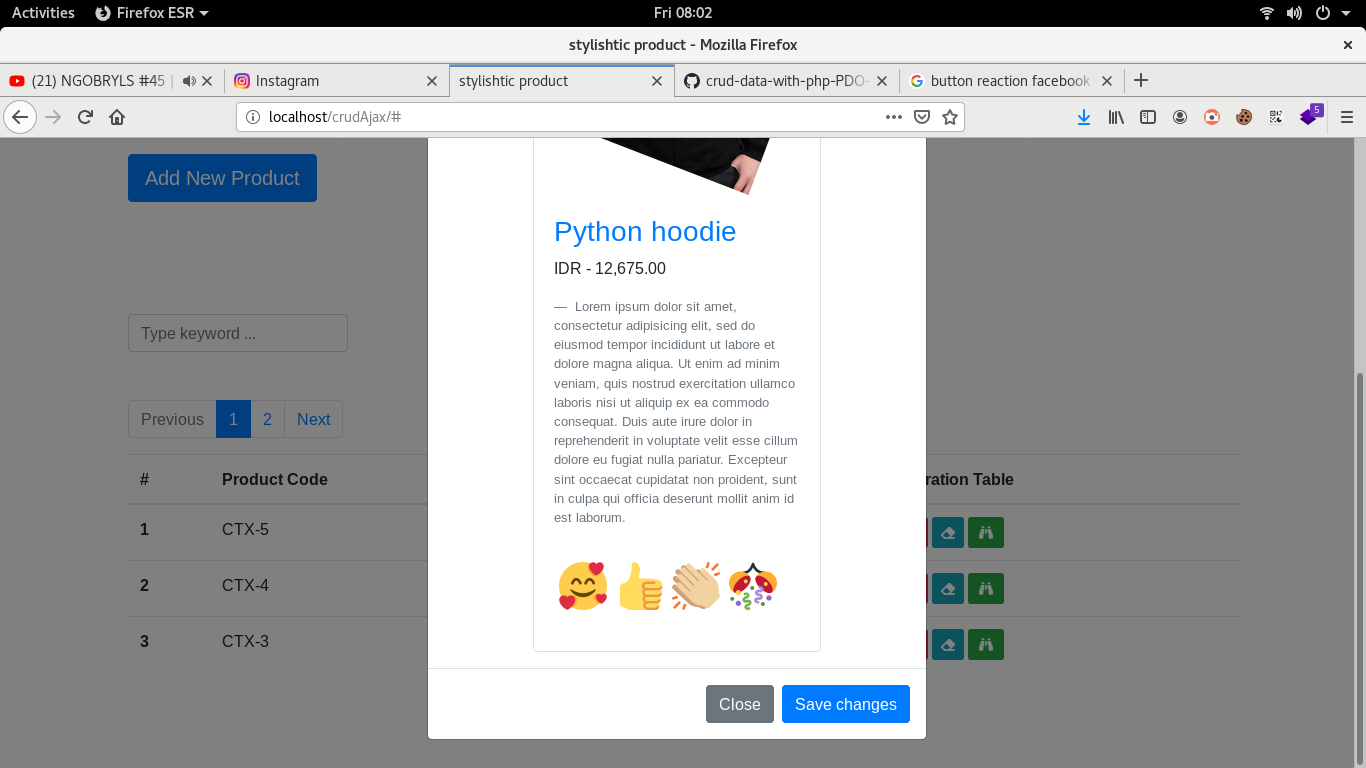 Activities
Firefox ESR
Fri 08:02
stylishtic product - Mozilla Firefox
(21) NGOBRYLS #45 |
Instagram
stylishtic product
crud-data-with-php-PDO-
button reaction facebook
localhost/crudAjax/#
5
Add New Product
Python hoodie
IDR - 12,675.00
Type keyword ...
— Lorem ipsum dolor sit amet,
consectetur adipisicing elit, sed do
eiusmod tempor incididunt ut labore et
dolore magna aliqua. Ut enim ad minim
veniam, quis nostrud exercitation ullamco
laboris nisi ut aliquip ex ea commodo
consequat. Duis aute irure dolor in
reprehenderit in voluptate velit esse cillum
dolore eu fugiat nulla pariatur. Excepteur
sint occaecat cupidatat non proident, sunt
in culpa qui officia deserunt mollit anim id
est laborum.
Previous 1 2 Next
# Product Code
ration Table
1 CTX-5
2 CTX-4
3 CTX-3
Close
Save changes